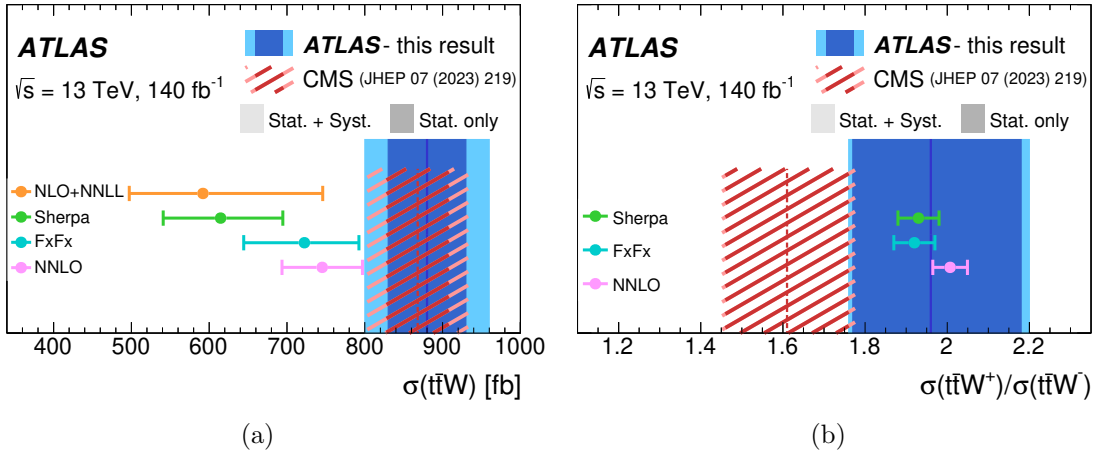 ATLAS
√s = 13 TeV, 140 fb⁻¹
ATLAS - this result
CMS (JHEP 07 (2023) 219)
Stat. + Syst. Stat. only
NLO+NNLL
Sherpa
FxFx
NNLO
400 500 600 700 800 900 1000
σ(tt̄W) [fb]
(a)
ATLAS
√s = 13 TeV, 140 fb⁻¹
ATLAS - this result
CMS (JHEP 07 (2023) 219)
Stat. + Syst. Stat. only
Sherpa
FxFx
NNLO
1.2 1.4 1.6 1.8 2 2.2
σ(tt̄W⁺)/σ(tt̄W⁻)
(b)